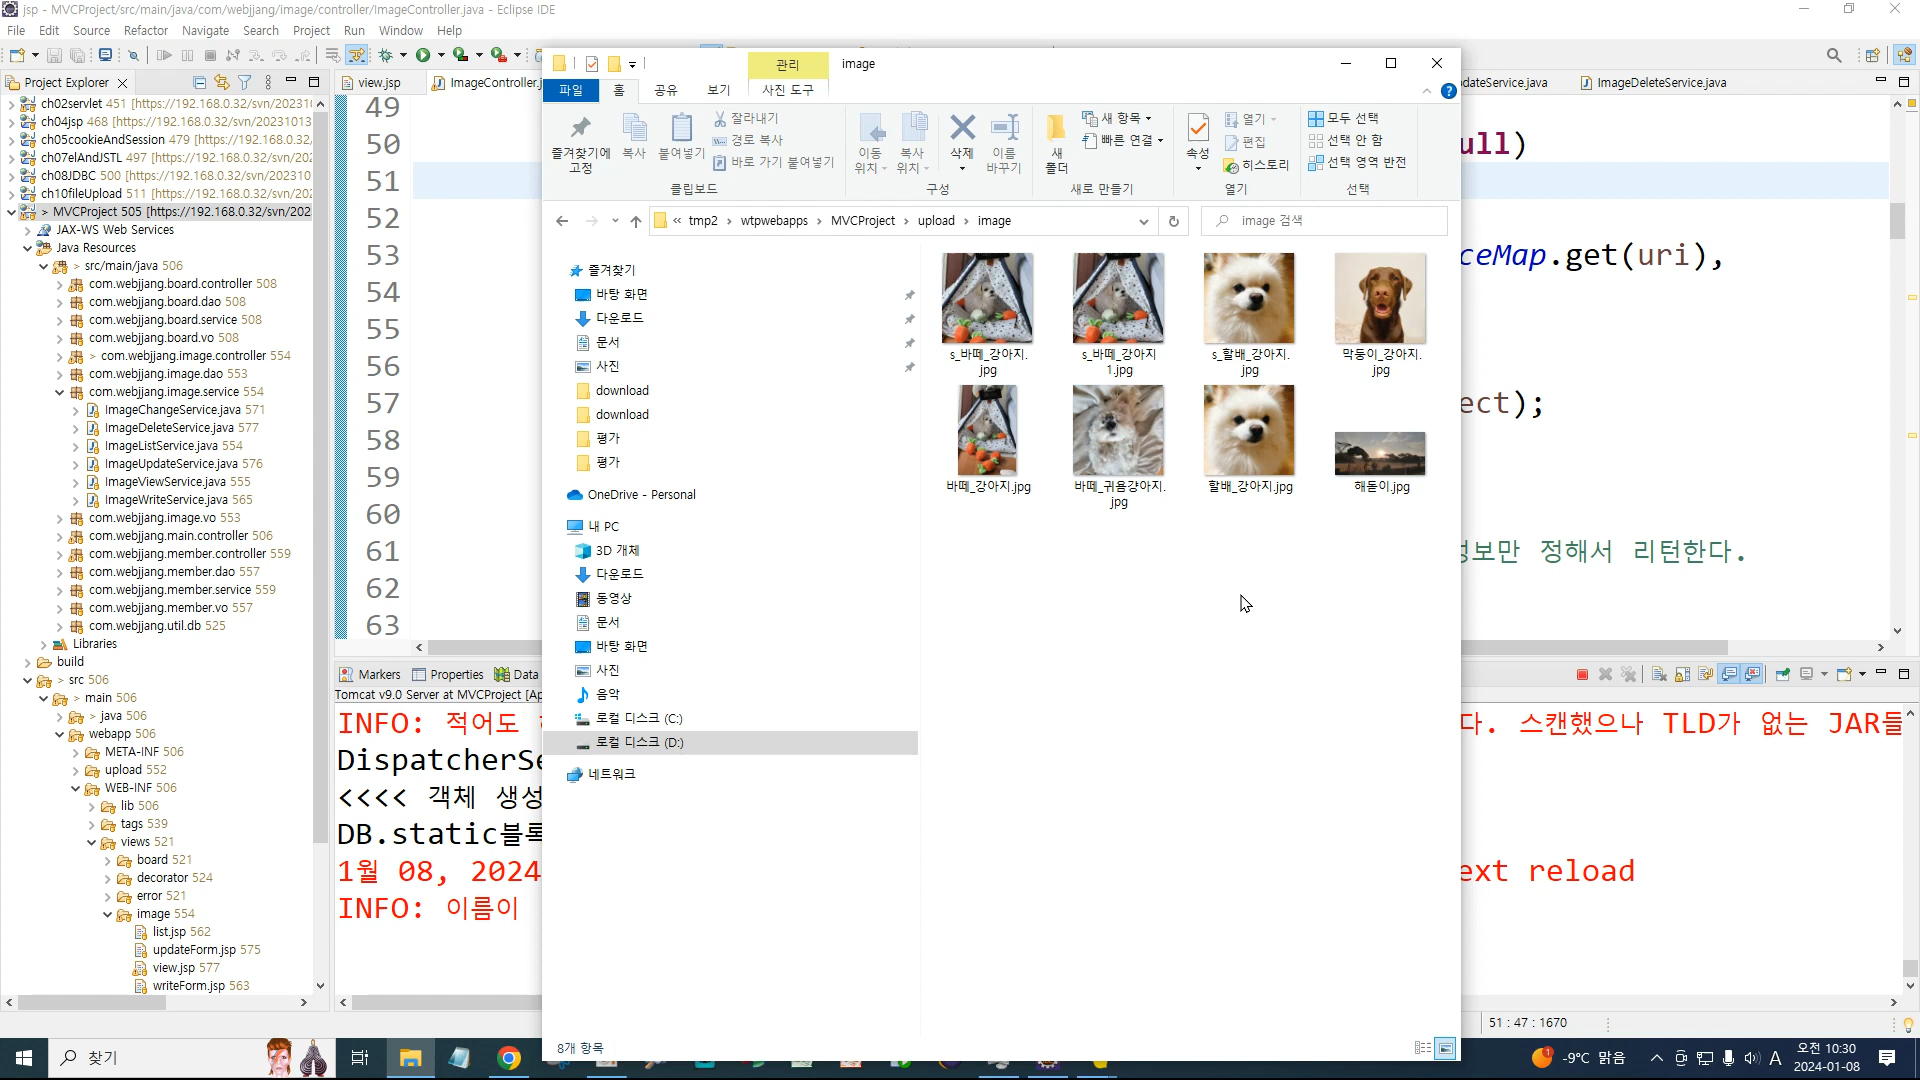 jsp - MVCProject/src/main/java/com/webjjang/image/controller/ImageController.java - Eclipse IDE
File Edit Source Refactor Navigate Search Project Run Window Help
Project Explorer
view.jsp
ImageController.j
dateService.java
ImageDeleteService.java
ch02servlet 451 [https://192.168.0.32/svn/202310
ch04jsp 468 [https://192.168.0.32/svn/20231013
ch05cookieAndSession 479 [https://192.168.0.32/
ch07elAndJSTL 497 [https://192.168.0.32/svn/202
ch08JDBC 500 [https://192.168.0.32/svn/202310
ch10fileUpload 511 [https://192.168.0.32/svn/202
> MVCProject 505 [https://192.168.0.32/svn/202
JAX-WS Web Services
Java Resources
> src/main/java 506
com.webjjang.board.controller 508
com.webjjang.board.dao 508
com.webjjang.board.service 508
com.webjjang.board.vo 508
> com.webjjang.image.controller 554
com.webjjang.image.dao 553
com.webjjang.image.service 554
ImageChangeService.java 571
ImageDeleteService.java 577
ImageListService.java 554
ImageUpdateService.java 576
ImageViewService.java 555
ImageWriteService.java 565
com.webjjang.image.vo 553
com.webjjang.main.controller 506
com.webjjang.member.controller 559
com.webjjang.member.dao 557
com.webjjang.member.service 559
com.webjjang.member.vo 557
com.webjjang.util.db 525
Libraries
build
> src 506
> main 506
> java 506
webapp 506
META-INF 506
upload 552
WEB-INF 506
lib 506
tags 539
views 521
board 521
decorator 524
error 521
image 554
list.jsp 562
updateForm.jsp 575
view.jsp 577
writeForm.jsp 563
49
50
51
52
53
54
55
56
57
58
59
60
61
62
63
ull)
ceMap.get(uri),
ect);
정보만 정해서 리턴한다.
Markers Properties Data
Tomcat v9.0 Server at MVCProject [Ap
INFO: 적어도
다. 스캔했으나 TLD가 없는 JAR들
DispatcherSe
<<<< 객체 생성
DB.static블록
1월 08, 2024
ext reload
INFO: 이름이
51 : 47 : 1670
관리
image
파일 홈 공유 보기 사진 도구
즐겨찾기에 고정
복사
붙여넣기
잘라내기
경로 복사
바로 가기 붙여넣기
클립보드
이동 위치
복사 위치
삭제
이름 바꾸기
구성
새 폴더
새 항목
빠른 연결
새로 만들기
속성
열기
편집
히스토리
열기
모두 선택
선택 안 함
선택 영역 반전
선택
« tmp2 › wtpwebapps › MVCProject › upload › image
image 검색
즐겨찾기
바탕 화면
다운로드
문서
사진
download
download
평가
평가
OneDrive - Personal
내 PC
3D 개체
다운로드
동영상
문서
바탕 화면
사진
음악
로컬 디스크 (C:)
로컬 디스크 (D:)
네트워크
s_바떼_강아지.jpg
s_바떼_강아지1.jpg
s_할배_강아지.jpg
막둥이_강아지.jpg
바떼_강아지.jpg
바떼_귀욤강아지.jpg
할배_강아지.jpg
해돋이.jpg
8개 항목
찾기
1
-9°C 맑음
A
오전 10:30
2024-01-08